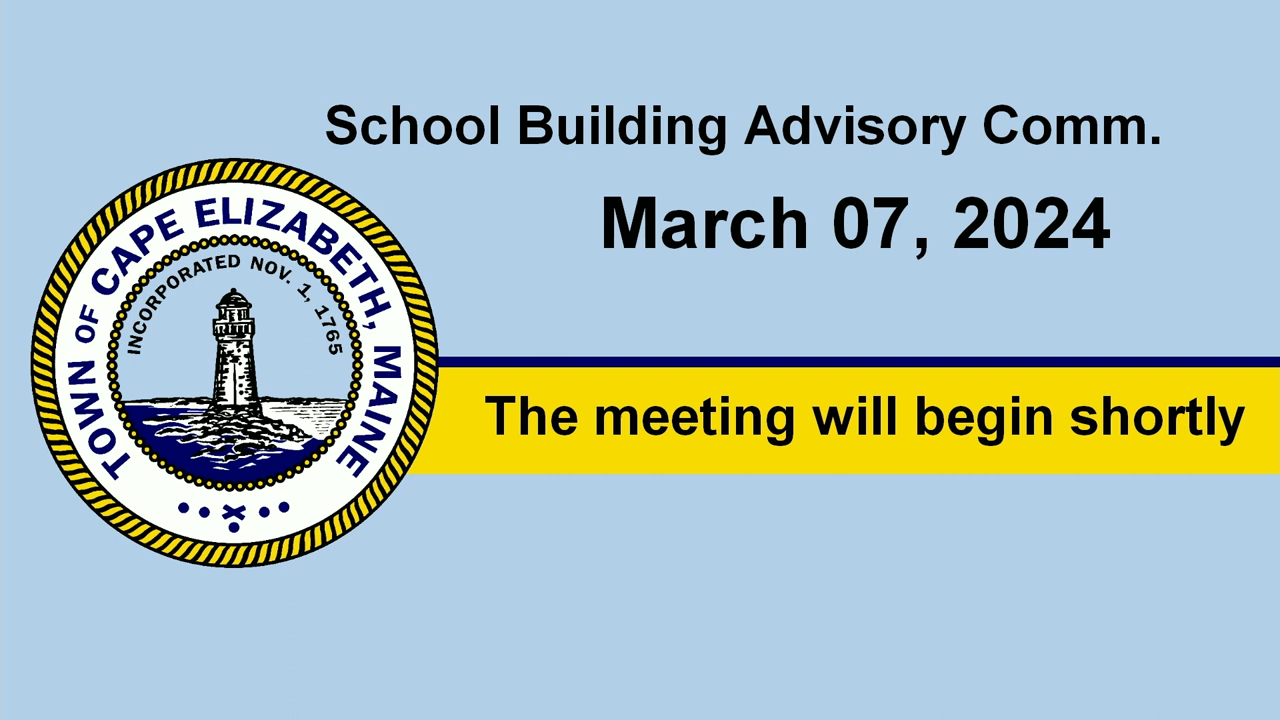 School Building Advisory Comm.
March 07, 2024
TOWN OF CAPE ELIZABETH, MAINE
INCORPORATED NOV. 1, 1765
The meeting will begin shortly